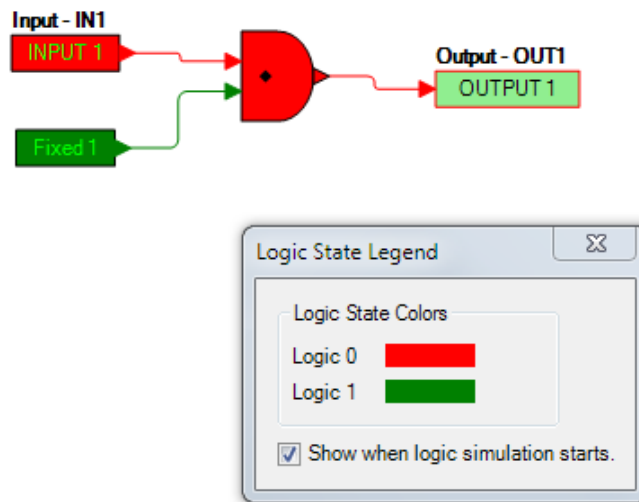 Input - IN1
INPUT 1
Output - OUT1
OUTPUT 1
Fixed 1
Logic State Legend
Logic State Colors
Logic 0
Logic 1
Show when logic simulation starts.